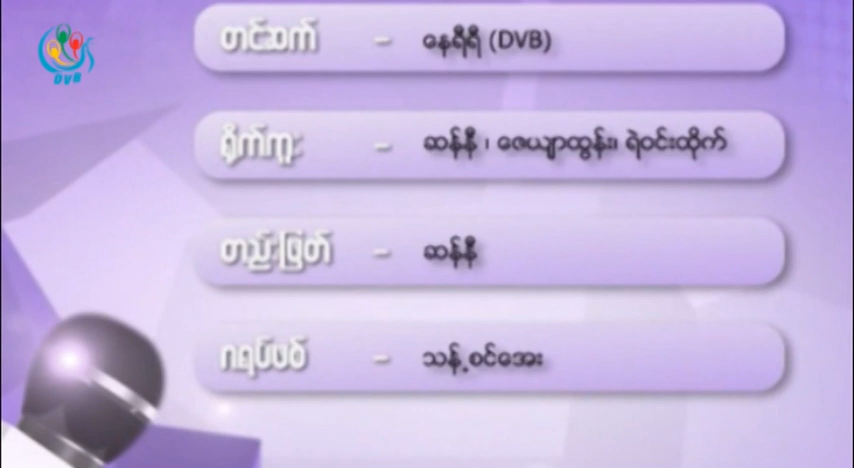 DVB
တင်ဆက် - နေရီရီ (DVB)
ရိုက်ကူး - ဆန်နီ ၊ ဇေယျာထွန်း၊ ရဲဝင်းထိုက်
တည်းဖြတ် - ဆန်နီ
ဂရပ်ဖစ် - သန့်စင်အေး